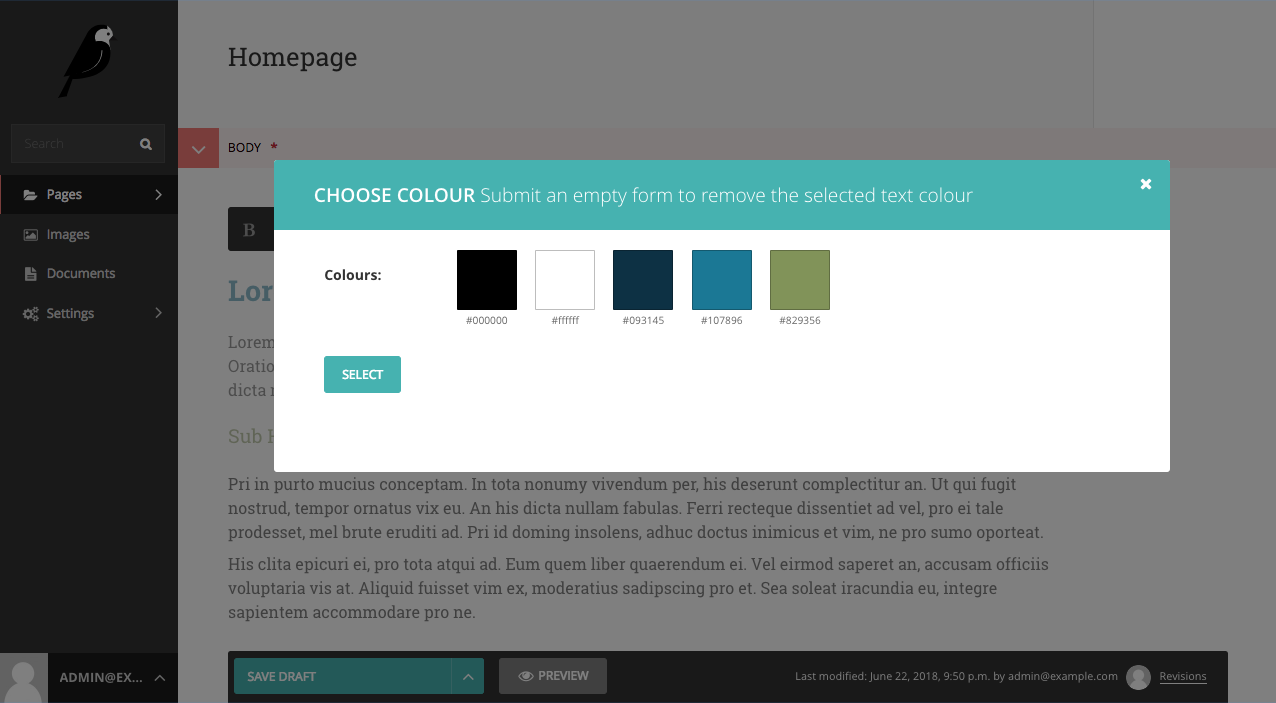 Homepage
Search
Pages
Images
Documents
Settings
ADMIN@EX...
BODY *
B
CHOOSE COLOUR Submit an empty form to remove the selected text colour
Colours:
#000000 #ffffff #093145 #107896 #829356
SELECT
Lor
Lorem
Oratio
dicta
Sub
Pri in purto mucius conceptam. In tota nonumy vivendum per, his deserunt complectitur an. Ut qui fugit
nostrud, tempor ornatus vix eu. An his dicta nullam fabulas. Ferri recteque dissentiet ad vel, pro ei tale
prodesset, mel brute eruditi ad. Pri id doming insolens, adhuc doctus inimicus et vim, ne pro sumo oporteat.
His clita epicuri ei, pro tota atqui ad. Eum quem liber quaerendum ei. Vel eirmod saperet an, accusam officiis
voluptaria vis at. Aliquid fuisset vim ex, moderatius sadipscing pro et. Sea soleat iracundia eu, integre
sapientem accommodare pro ne.
SAVE DRAFT
PREVIEW
Last modified: June 22, 2018, 9:50 p.m. by admin@example.com
Revisions